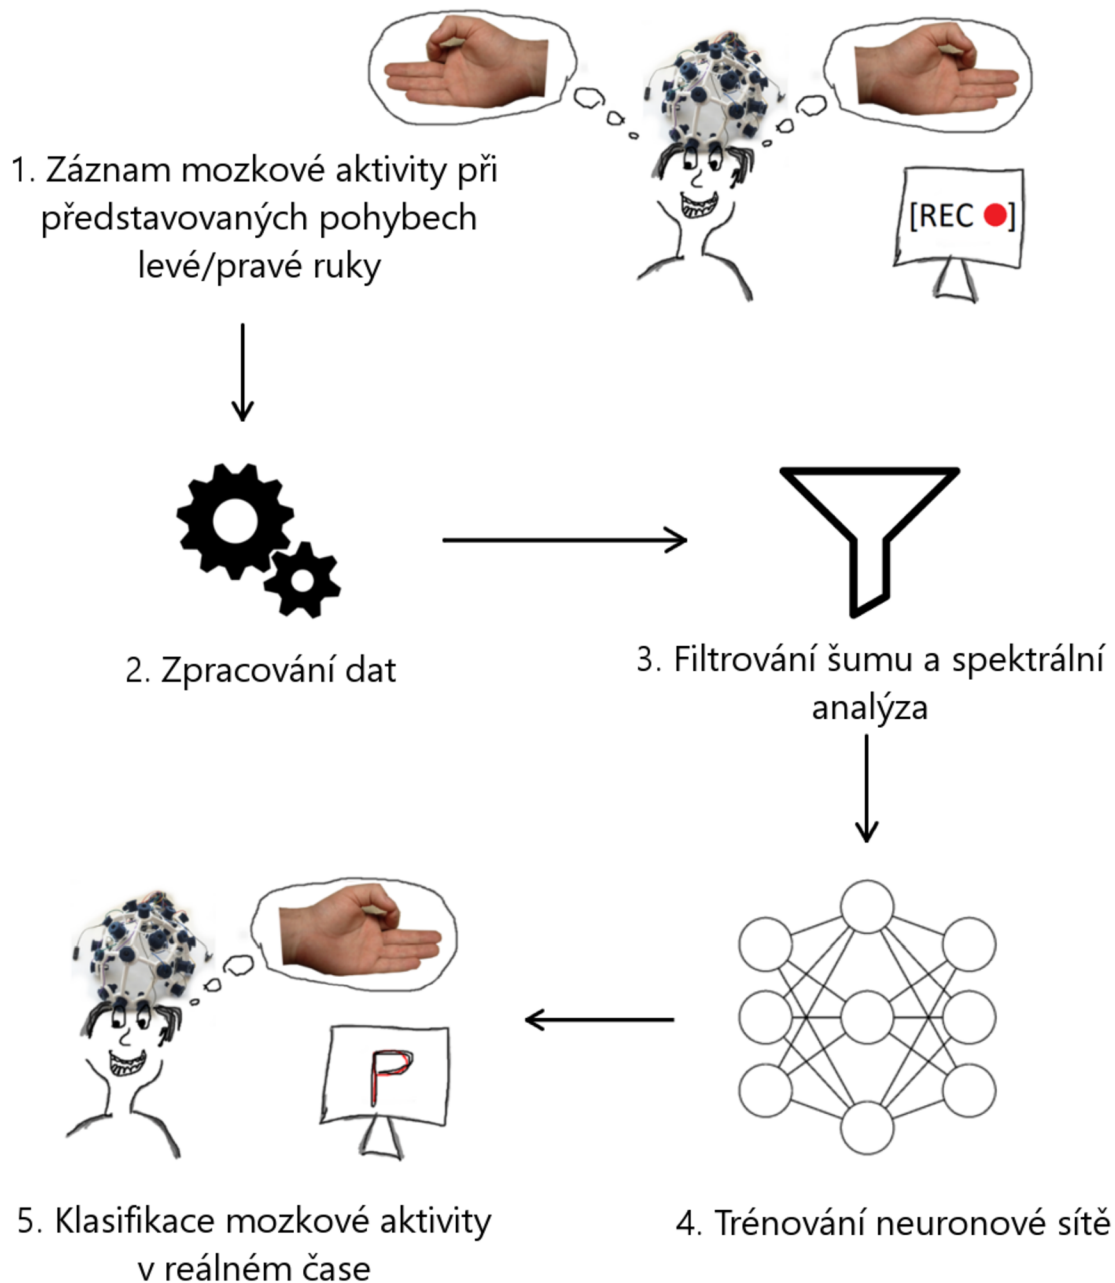 1. Záznam mozkové aktivity při
představovaných pohybech
levé/pravé ruky
[REC ●]
2. Zpracování dat
3. Filtrování šumu a spektrální
analýza
P
5. Klasifikace mozkové aktivity
v reálném čase
4. Trénování neuronové sítě